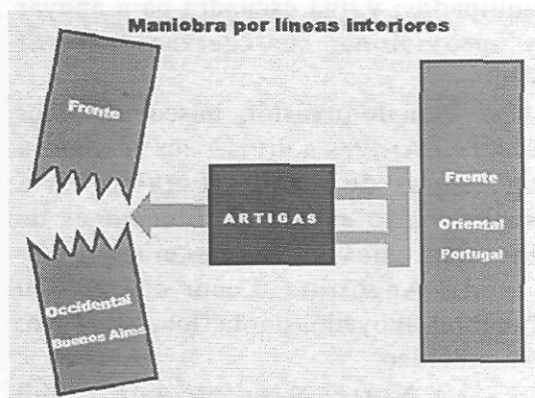 Maniobra por líneas interiores
Frente
ARTIGAS
Frente
Oriental
Portugal
Occidental
Buenos Aires